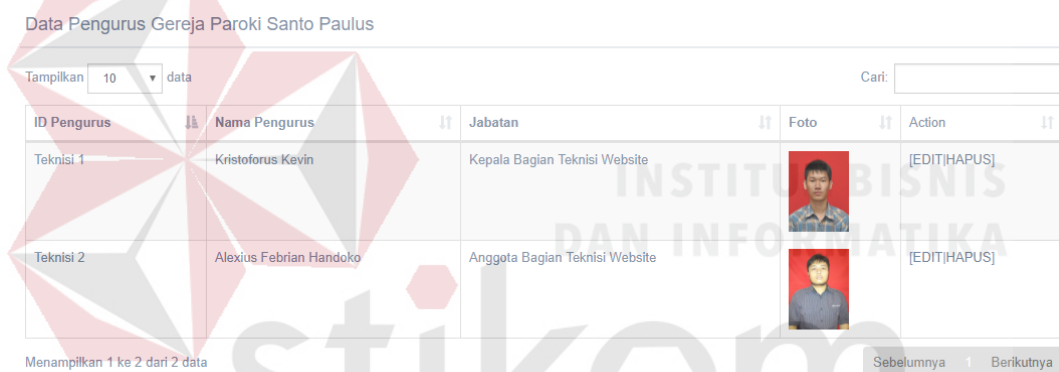 Data Pengurus Gereja Paroki Santo Paulus
Tampilkan 10 data Cari:
ID Pengurus Nama Pengurus Jabatan Foto Action
Teknisi 1 Kristoforus Kevin Kepala Bagian Teknisi Website [EDIT|HAPUS]
INSTITUT BISNIS
DAN INFORMATIKA
Teknisi 2 Alexius Febrian Handoko Anggota Bagian Teknisi Website [EDIT|HAPUS]
stikom
Menampilkan 1 ke 2 dari 2 data Sebelumnya 1 Berikutnya